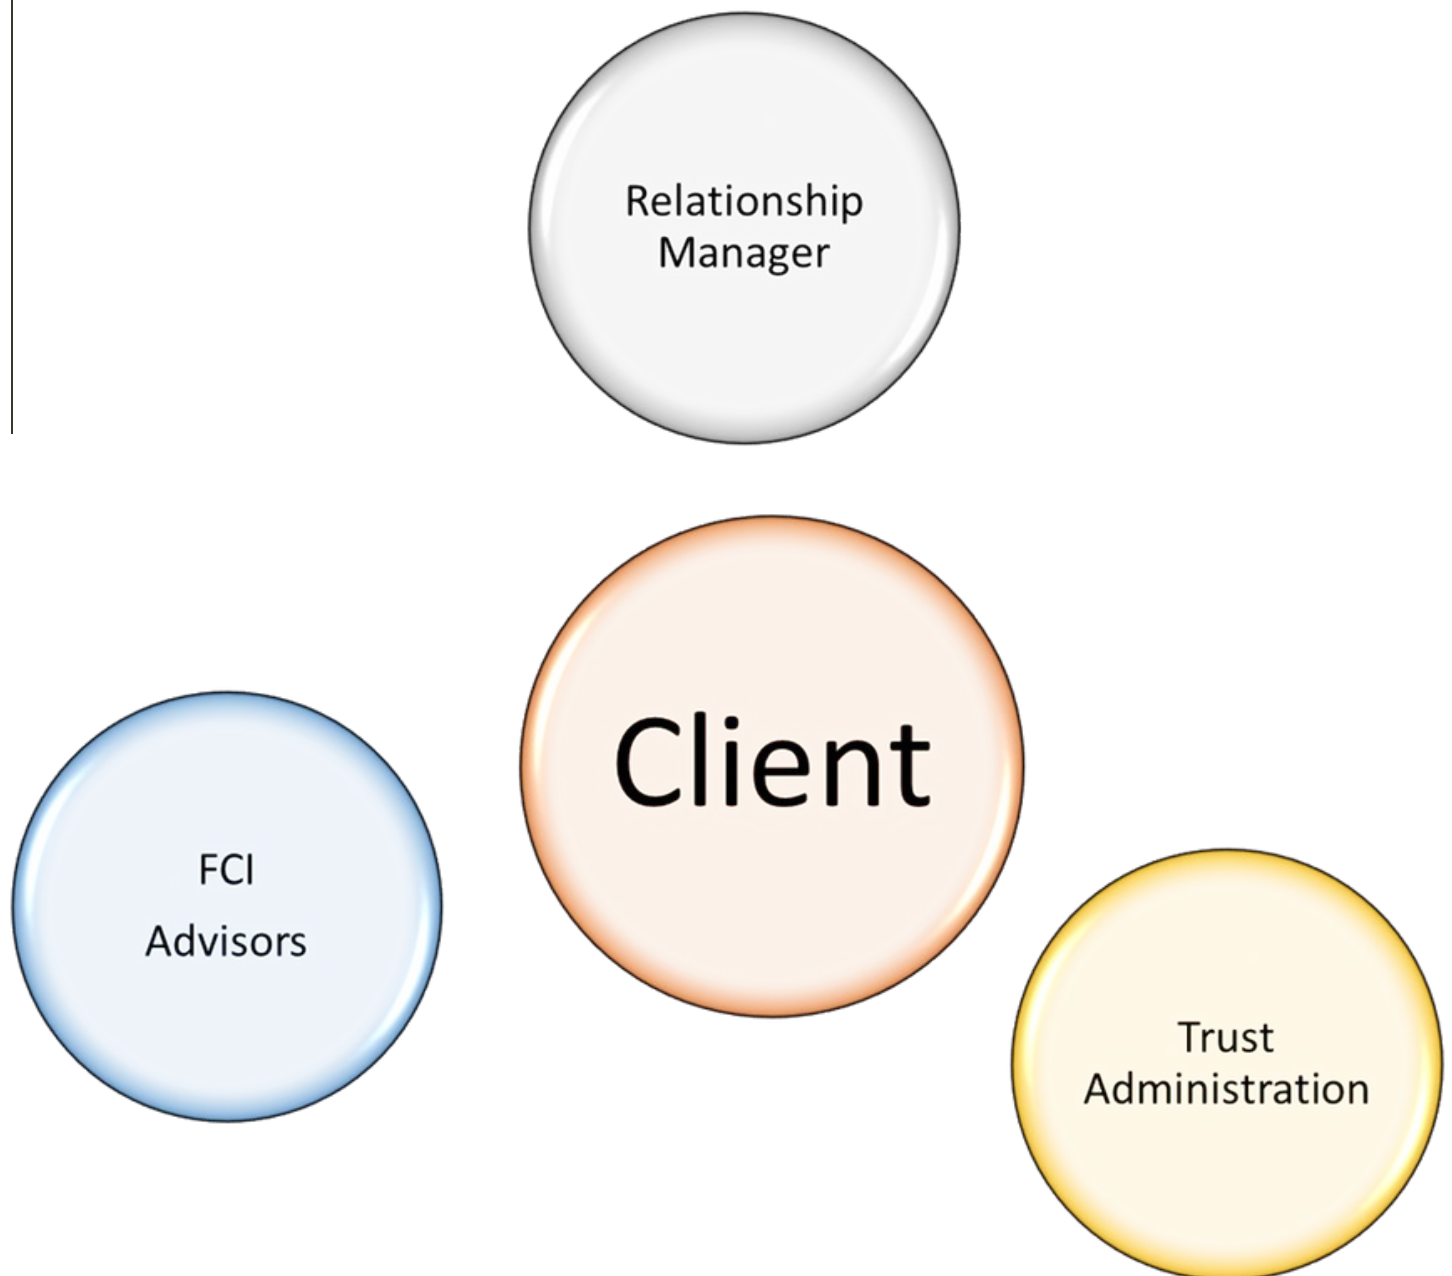 Relationship
Manager
Client
FCI
Advisors
Trust
Administration